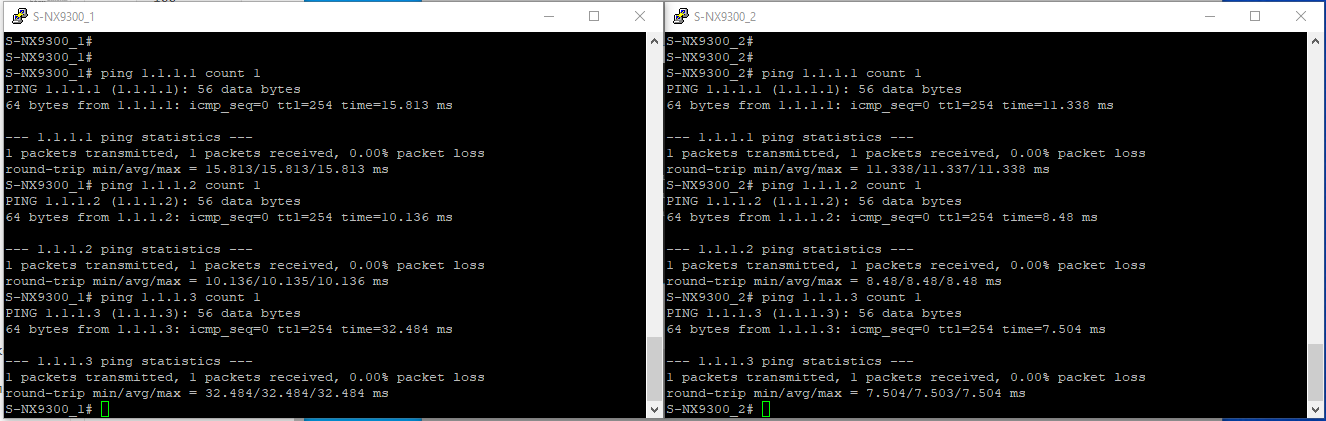 S-NX9300_1
S-NX9300_1#
S-NX9300_1#
S-NX9300_1# ping 1.1.1.1 count 1
PING 1.1.1.1 (1.1.1.1): 56 data bytes
64 bytes from 1.1.1.1: icmp_seq=0 ttl=254 time=15.813 ms

--- 1.1.1.1 ping statistics ---
1 packets transmitted, 1 packets received, 0.00% packet loss
round-trip min/avg/max = 15.813/15.813/15.813 ms
S-NX9300_1# ping 1.1.1.2 count 1
PING 1.1.1.2 (1.1.1.2): 56 data bytes
64 bytes from 1.1.1.2: icmp_seq=0 ttl=254 time=10.136 ms

--- 1.1.1.2 ping statistics ---
1 packets transmitted, 1 packets received, 0.00% packet loss
round-trip min/avg/max = 10.136/10.135/10.136 ms
S-NX9300_1# ping 1.1.1.3 count 1
PING 1.1.1.3 (1.1.1.3): 56 data bytes
64 bytes from 1.1.1.3: icmp_seq=0 ttl=254 time=32.484 ms

--- 1.1.1.3 ping statistics ---
1 packets transmitted, 1 packets received, 0.00% packet loss
round-trip min/avg/max = 32.484/32.484/32.484 ms
S-NX9300_1#
S-NX9300_2
S-NX9300_2#
S-NX9300_2#
S-NX9300_2# ping 1.1.1.1 count 1
PING 1.1.1.1 (1.1.1.1): 56 data bytes
64 bytes from 1.1.1.1: icmp_seq=0 ttl=254 time=11.338 ms

--- 1.1.1.1 ping statistics ---
1 packets transmitted, 1 packets received, 0.00% packet loss
round-trip min/avg/max = 11.338/11.337/11.338 ms
S-NX9300_2# ping 1.1.1.2 count 1
PING 1.1.1.2 (1.1.1.2): 56 data bytes
64 bytes from 1.1.1.2: icmp_seq=0 ttl=254 time=8.48 ms

--- 1.1.1.2 ping statistics ---
1 packets transmitted, 1 packets received, 0.00% packet loss
round-trip min/avg/max = 8.48/8.48/8.48 ms
S-NX9300_2# ping 1.1.1.3 count 1
PING 1.1.1.3 (1.1.1.3): 56 data bytes
64 bytes from 1.1.1.3: icmp_seq=0 ttl=254 time=7.504 ms

--- 1.1.1.3 ping statistics ---
1 packets transmitted, 1 packets received, 0.00% packet loss
round-trip min/avg/max = 7.504/7.503/7.504 ms
S-NX9300_2#